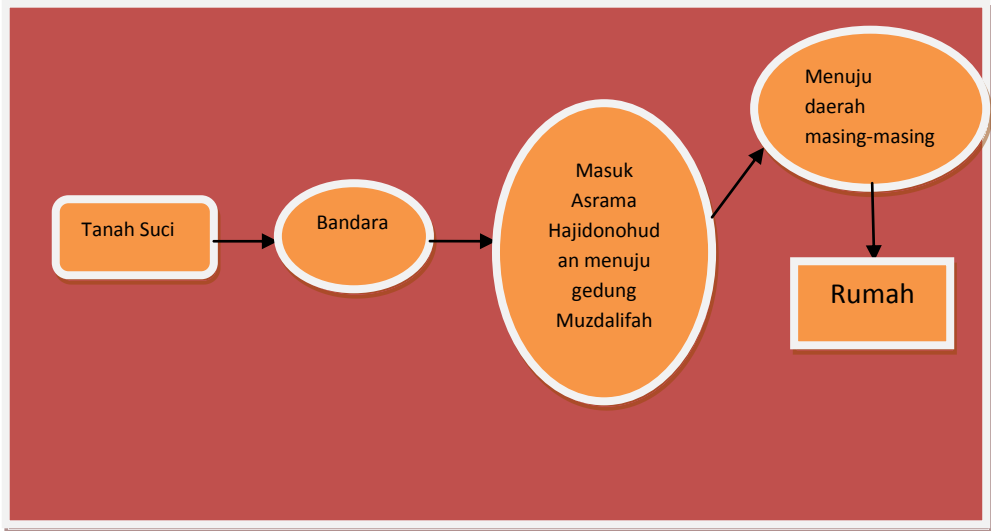 Tanah Suci
Bandara
Masuk
Asrama
Hajidonohud
an menuju
gedung
Muzdalifah
Menuju
daerah
masing-masing
Rumah